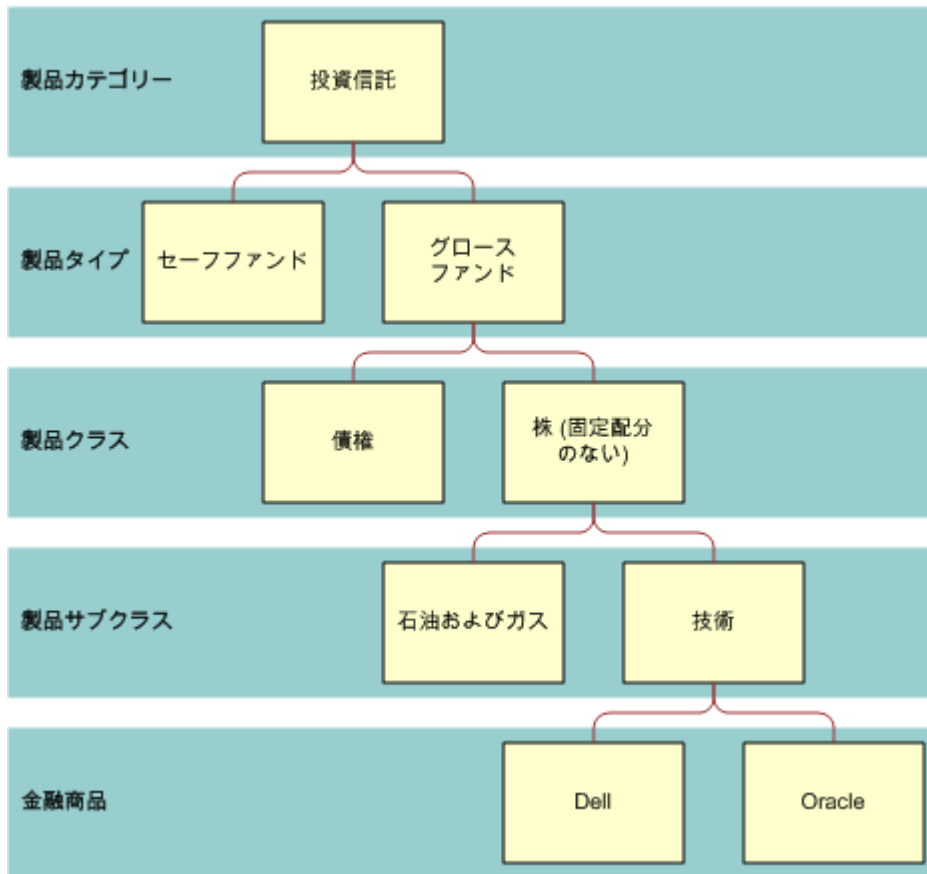 製品カテゴリー
投資信託
製品タイプ
セーフファンド
グロース
ファンド
製品クラス
債権
株 (固定配分
のない)
製品サブクラス
石油およびガス
技術
金融商品
Dell
Oracle